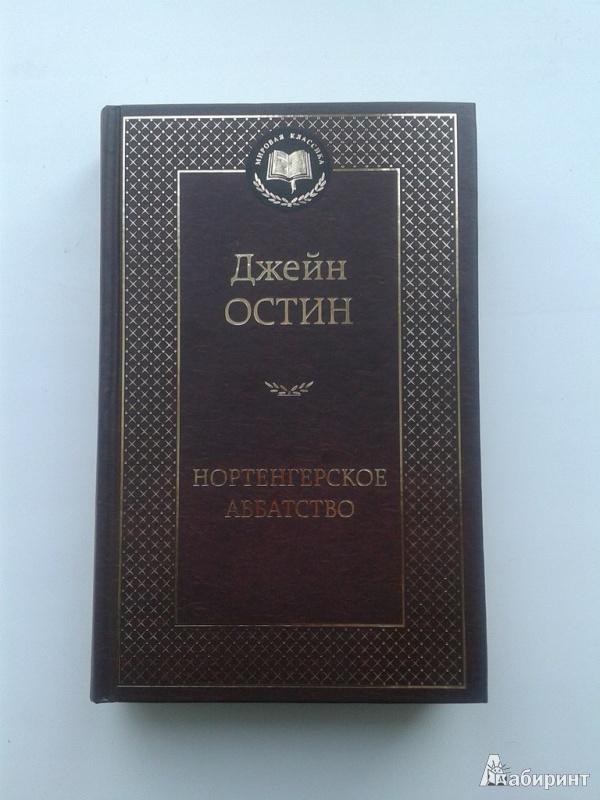 МИРОВАЯ КЛАССИКА
Джейн
ОСТИН
НОРТЕНГЕРСКОЕ
АББАТСТВО
Лабиринт